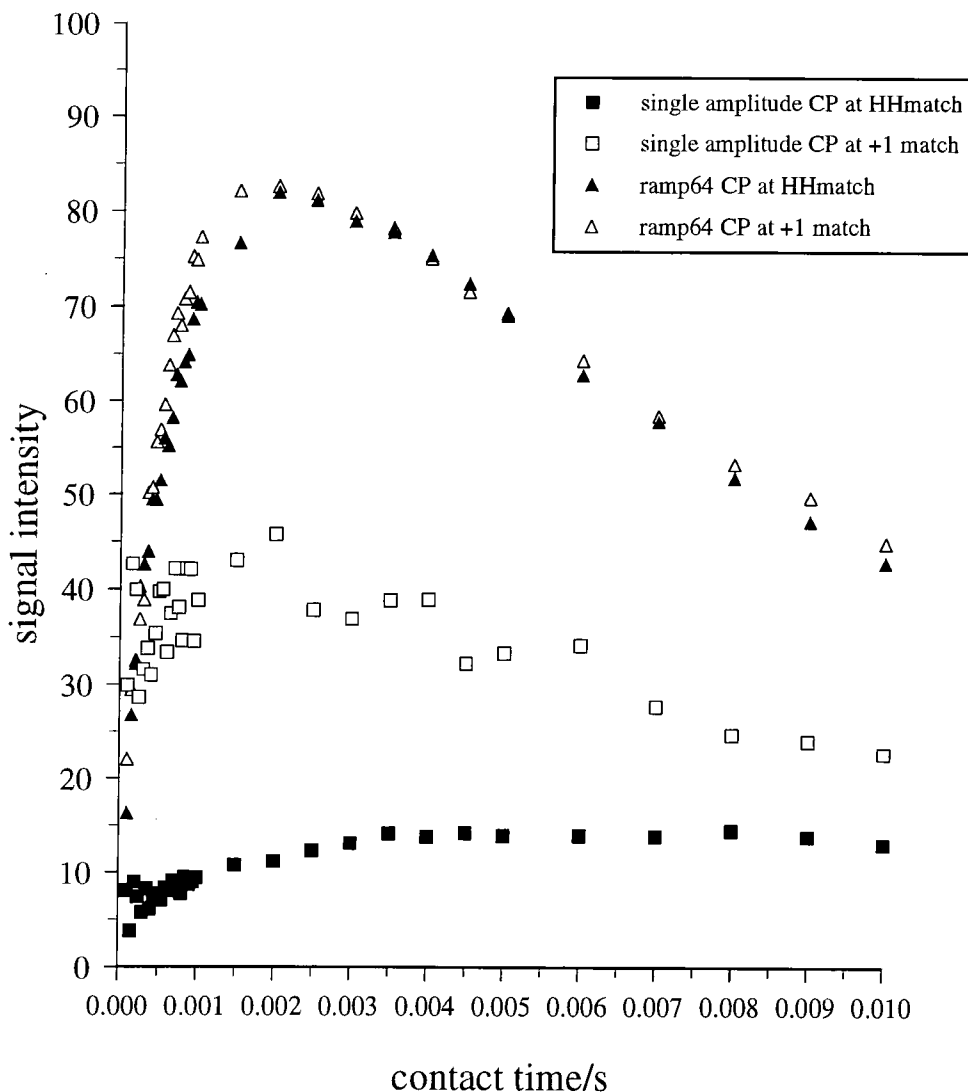 100
90
80
70
60
50
40
30
20
10
0
signal intensity
single amplitude CP at HHmatch
single amplitude CP at +1 match
ramp64 CP at HHmatch
ramp64 CP at +1 match
0.000 0.001 0.002 0.003 0.004 0.005 0.006 0.007 0.008 0.009 0.010
contact time/s